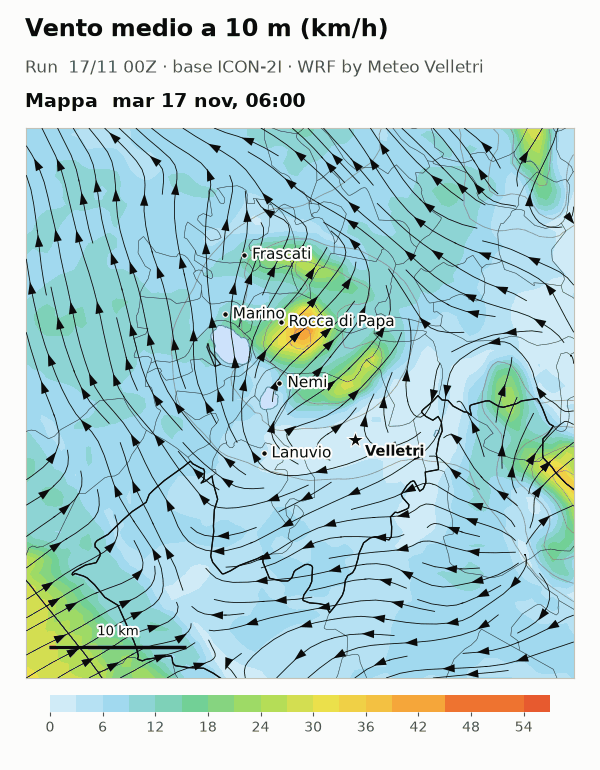 Vento medio a 10 m (km/h)
Run 17/11 00Z · base ICON-2I · WRF by Meteo Velletri
Mappa mar 17 nov, 06:00
Frascati
Marino
Rocca di Papa
Nemi
Velletri
Lanuvio
10 km
0 6 12 18 24 30 36 42 48 54